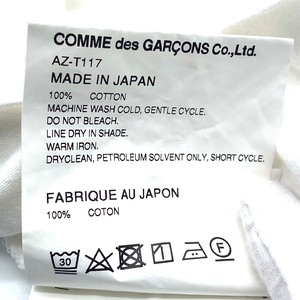 COMME des GARÇONS Co.,Ltd.
AZ-T117
MADE IN JAPAN
100% COTTON
MACHINE WASH COLD, GENTLE CYCLE.
DO NOT BLEACH.
LINE DRY IN SHADE.
WARM IRON.
DRYCLEAN, PETROLEUM SOLVENT ONLY, SHORT CYCLE.
FABRIQUE AU JAPON
100% COTON
30 F